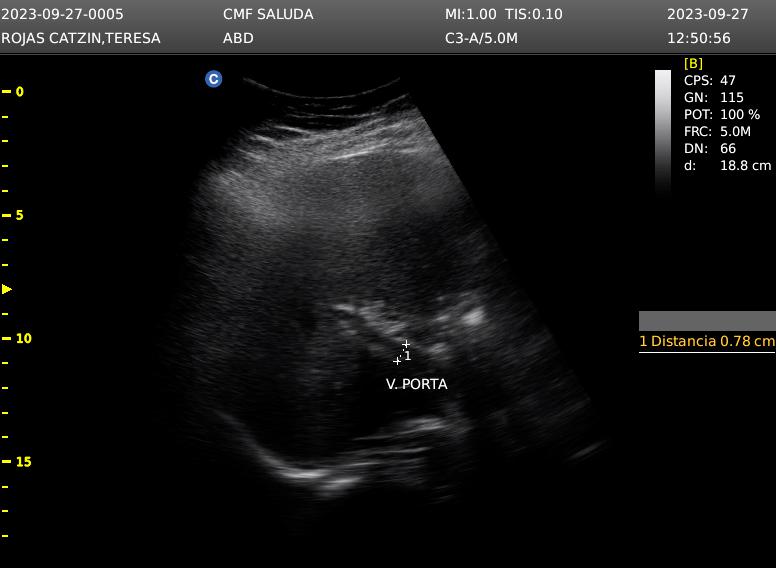 2023-09-27-0005 CMF SALUDA MI:1.00 TIS:0.10 2023-09-27
ROJAS CATZIN,TERESA ABD C3-A/5.0M 12:50:56
C
[B]
CPS: 47
GN: 115
POT: 100 %
FRC: 5.0M
DN: 66
d: 18.8 cm
0
5
10
15
1
V. PORTA
1 Distancia 0.78 cm